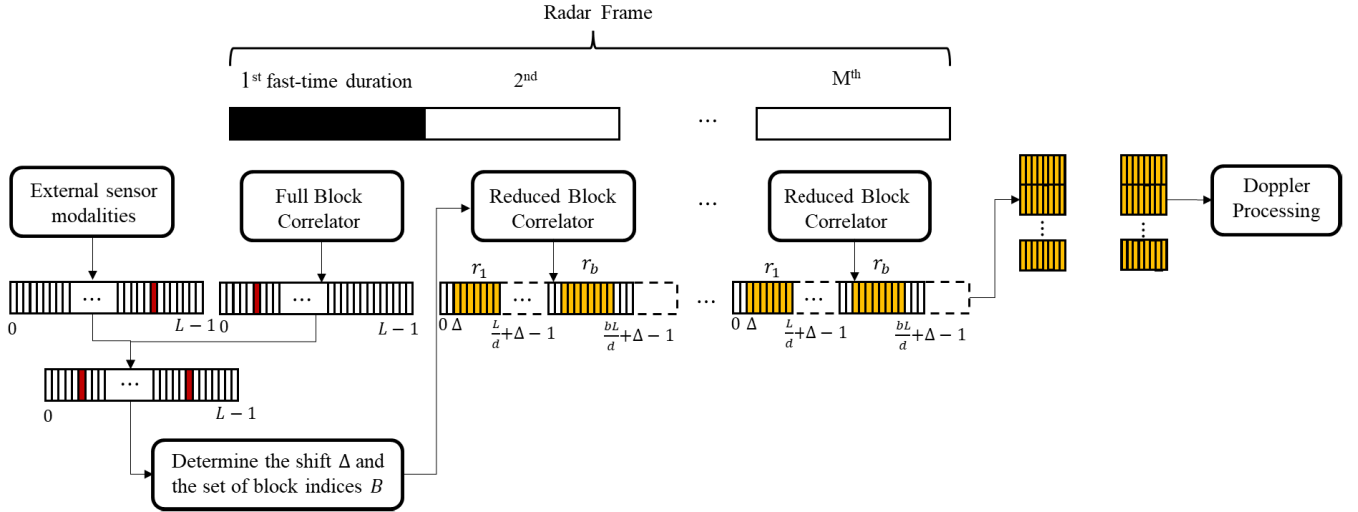 Radar Frame
1st fast-time duration
2nd
Mth
...
External sensor
modalities
Full Block
Correlator
Reduced Block
Correlator
...
Reduced Block
Correlator
Doppler
Processing
r₁
r_b
r₁
r_b
...
...
...
...
...
0
L − 1
0
L − 1
0 Δ
L/d + Δ − 1
bL/d + Δ − 1
0 Δ
L/d + Δ − 1
bL/d + Δ − 1
...
0
L − 1
Determine the shift Δ and
the set of block indices B